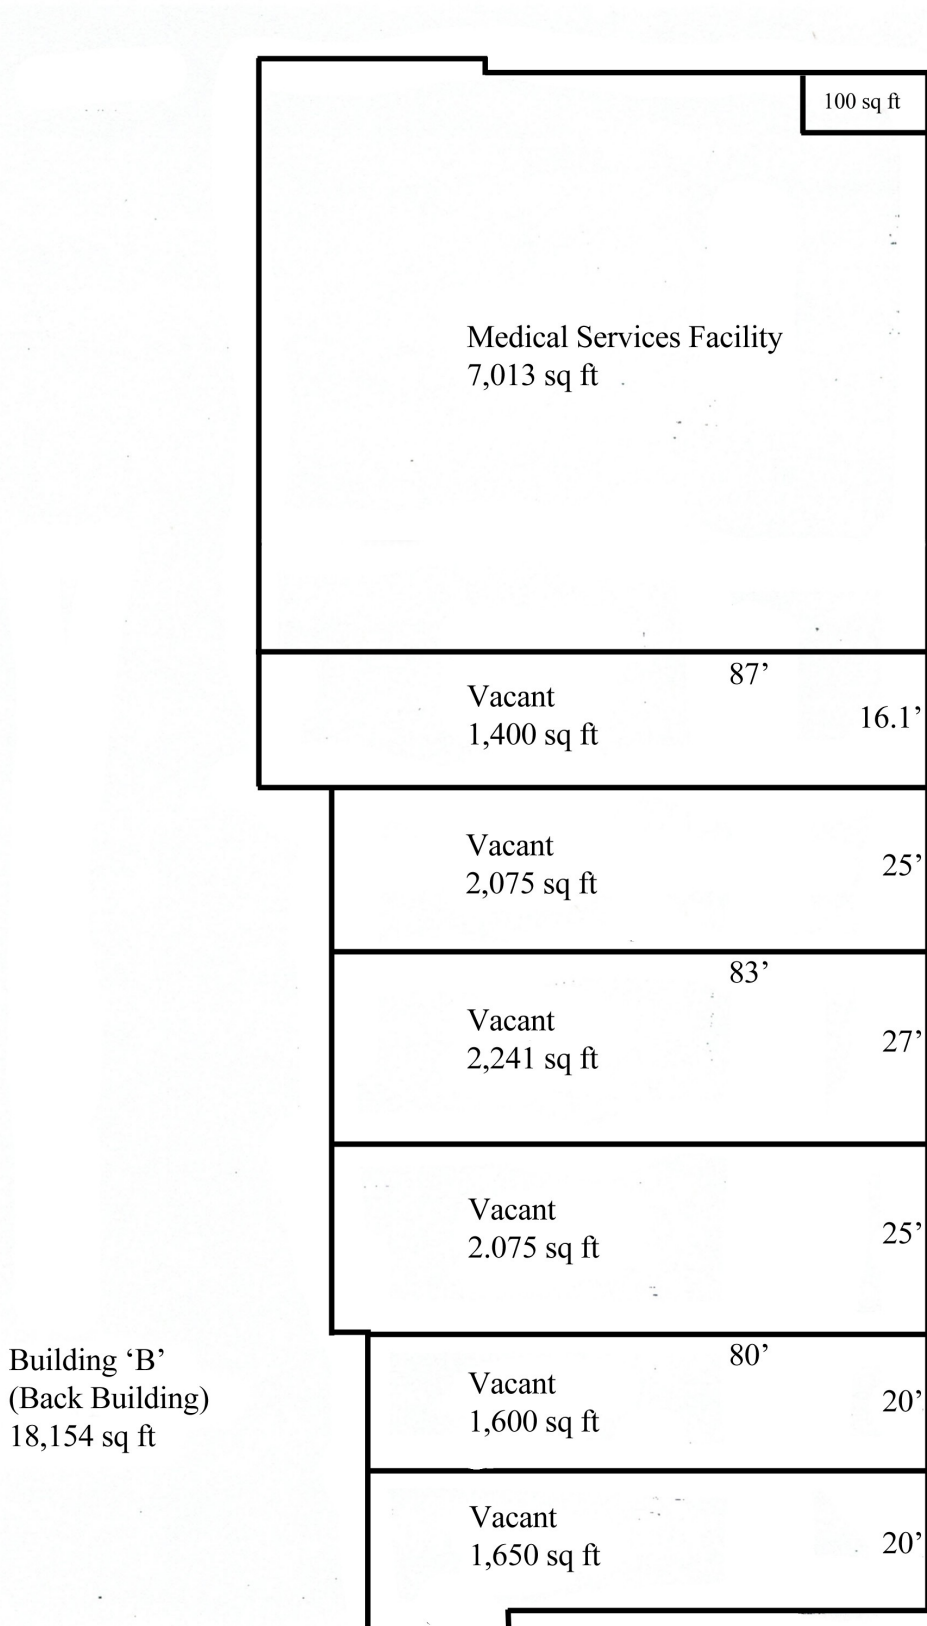 100 sq ft
Medical Services Facility
7,013 sq ft
87’
Vacant
1,400 sq ft
16.1’
Vacant
2,075 sq ft
25’
83’
Vacant
2,241 sq ft
27’
Vacant
2.075 sq ft
25’
Building ‘B’
(Back Building)
18,154 sq ft
80’
Vacant
1,600 sq ft
20’
Vacant
1,650 sq ft
20’